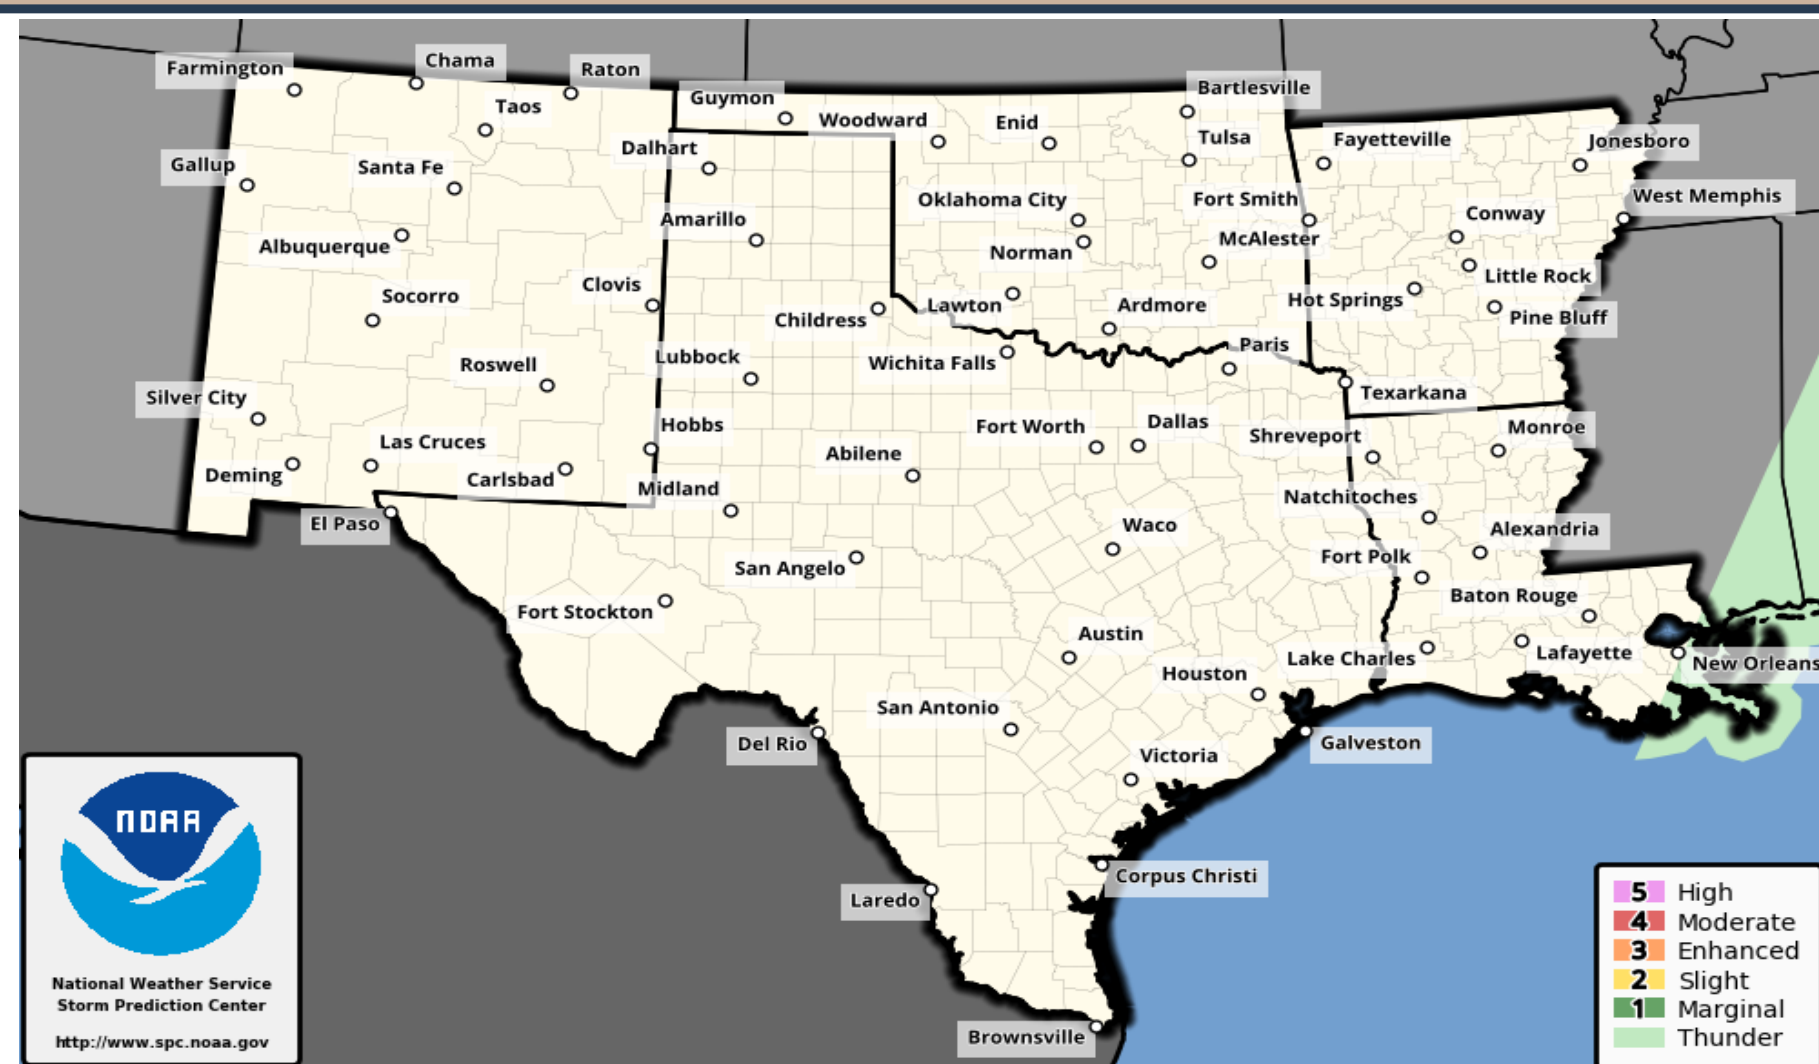 Farmington
Chama
Raton
Taos
Guymon
Woodward
Enid
Bartlesville
Tulsa
Fayetteville
Jonesboro
Gallup
Santa Fe
Dalhart
Amarillo
Oklahoma City
Fort Smith
Conway
West Memphis
Albuquerque
Norman
McAlester
Little Rock
Socorro
Clovis
Childress
Lawton
Ardmore
Hot Springs
Pine Bluff
Roswell
Lubbock
Wichita Falls
Paris
Texarkana
Silver City
Las Cruces
Hobbs
Abilene
Fort Worth
Dallas
Shreveport
Monroe
Deming
Carlsbad
Midland
Natchitoches
El Paso
San Angelo
Waco
Alexandria
Fort Polk
Fort Stockton
Austin
Baton Rouge
Houston
Lake Charles
Lafayette
New Orleans
San Antonio
Del Rio
Victoria
Galveston
Corpus Christi
Laredo
Brownsville
NOAA
National Weather Service
Storm Prediction Center
http://www.spc.noaa.gov
5 High
4 Moderate
3 Enhanced
2 Slight
1 Marginal
Thunder